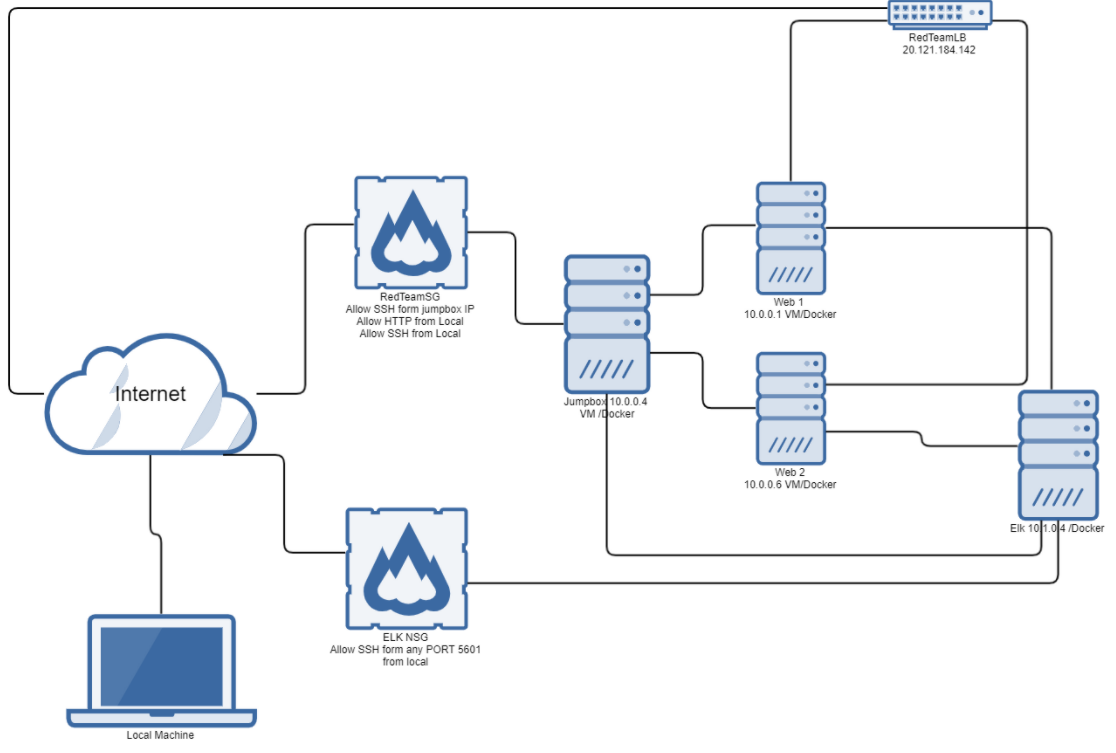 RedTeamLB
20.121.184.142
RedTeamSG
Allow SSH form jumpbox IP
Allow HTTP from Local
Allow SSH from Local
Web 1
10.0.0.1 VM/Docker
Internet
Jumpbox 10.0.0.4
VM /Docker
Web 2
10.0.0.6 VM/Docker
Elk 10.1.0.4 /Docker
ELK NSG
Allow SSH form any PORT 5601
from local
Local Machine